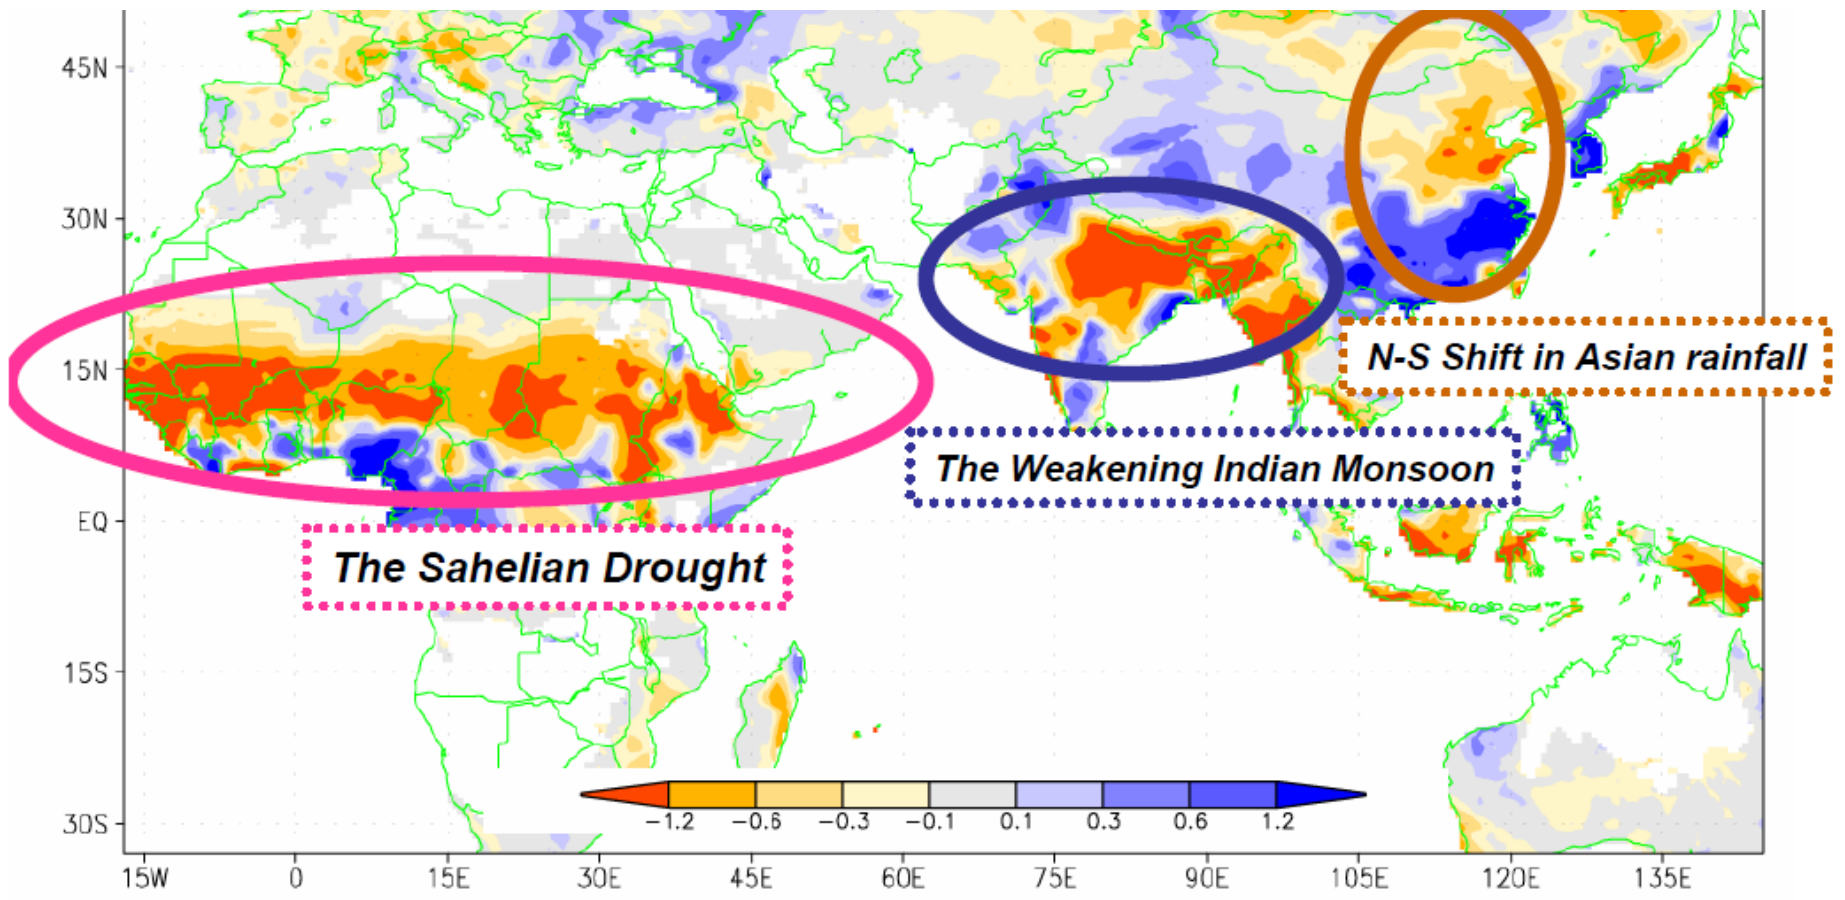 45N
30N
15N
N-S Shift in Asian rainfall
The Weakening Indian Monsoon
EQ
The Sahelian Drought
15S
−1.2 −0.6 −0.3 −0.1 0.1 0.3 0.6 1.2
30S
15W 0 15E 30E 45E 60E 75E 90E 105E 120E 135E